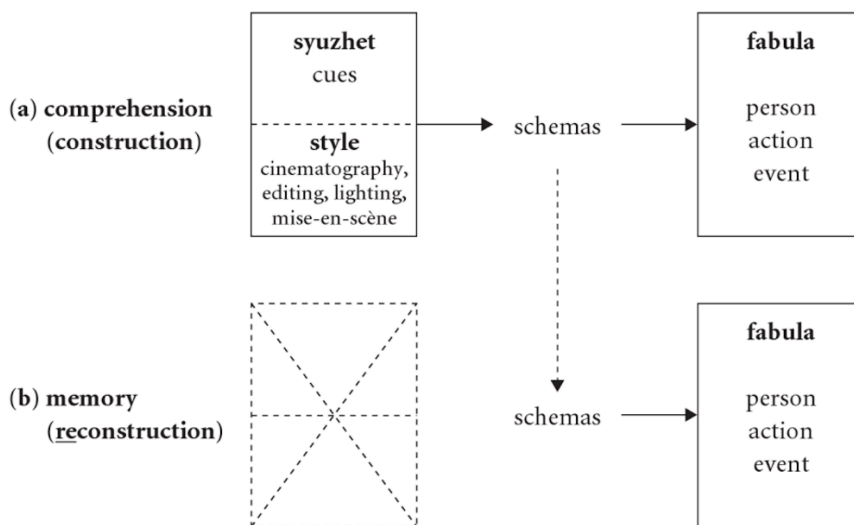 syuzhet
cues
(a) comprehension
(construction)
style
cinematography,
editing, lighting,
mise-en-scène
schemas
fabula
person
action
event
(b) memory
(reconstruction)
schemas
fabula
person
action
event